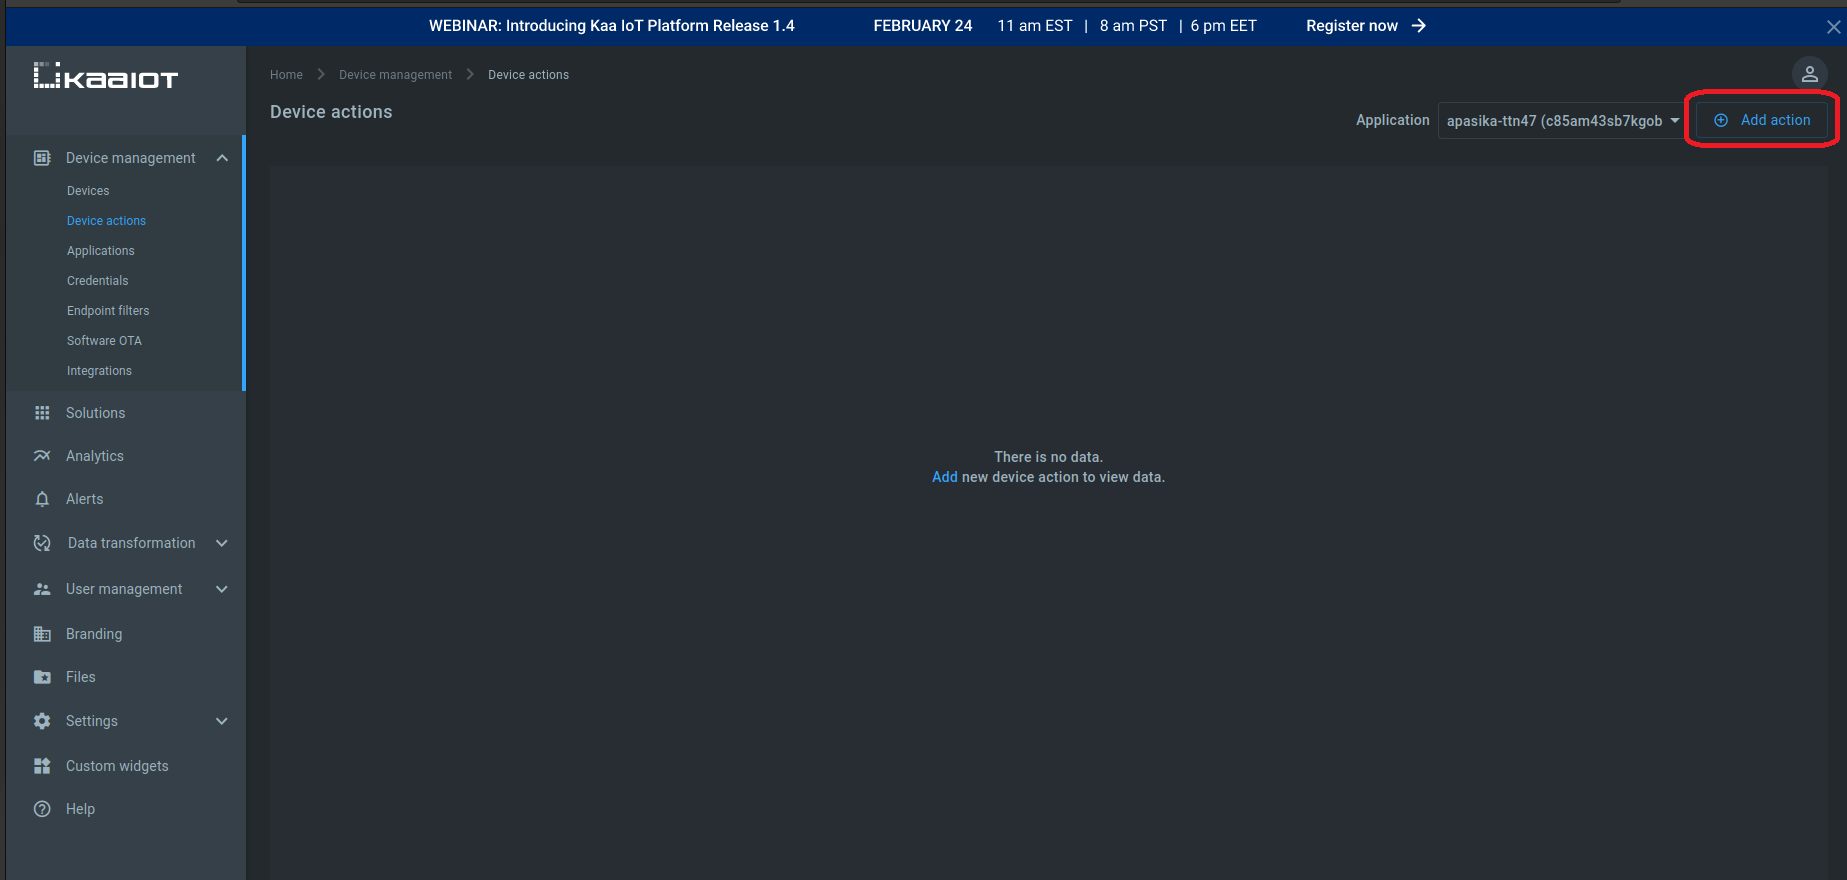 WEBINAR: Introducing Kaa IoT Platform Release 1.4 FEBRUARY 24 11 am EST | 8 am PST | 6 pm EET Register now
KaaIoT
Home Device management Device actions
Device actions
Application apasika-ttn47 (c85am43sb7kgob Add action
Device management
Devices
Device actions
Applications
Credentials
Endpoint filters
Software OTA
Integrations
Solutions
Analytics
Alerts
Data transformation
User management
Branding
Files
Settings
Custom widgets
Help
There is no data.
Add new device action to view data.